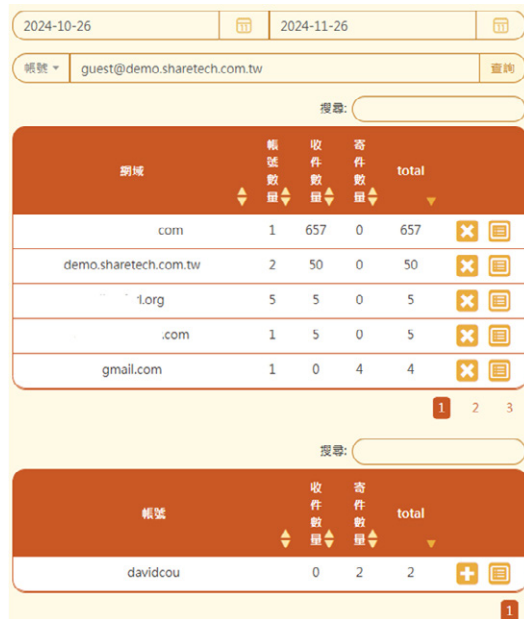 2024-10-26 2024-11-26
帳號 guest@demo.sharetech.com.tw 查詢
搜尋:
網域 帳號數量 收件數量 寄件數量 total
com 1 657 0 657
demo.sharetech.com.tw 2 50 0 50
.org 5 5 0 5
.com 1 5 0 5
gmail.com 1 0 4 4
1 2 3
搜尋:
帳號 收件數量 寄件數量 total
davidcou 0 2 2
1